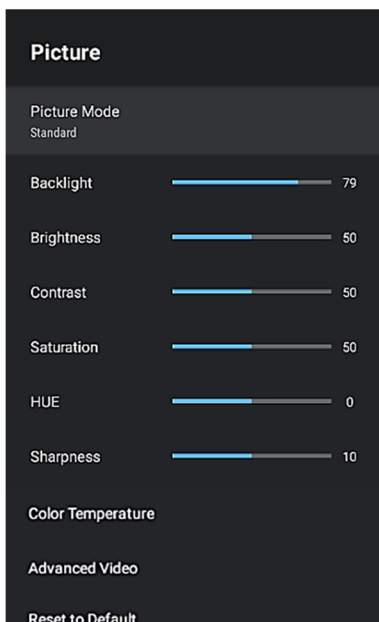 Picture
Picture Mode
Standard
Backlight 79
Brightness 50
Contrast 50
Saturation 50
HUE 0
Sharpness 10
Color Temperature
Advanced Video
Reset to Default